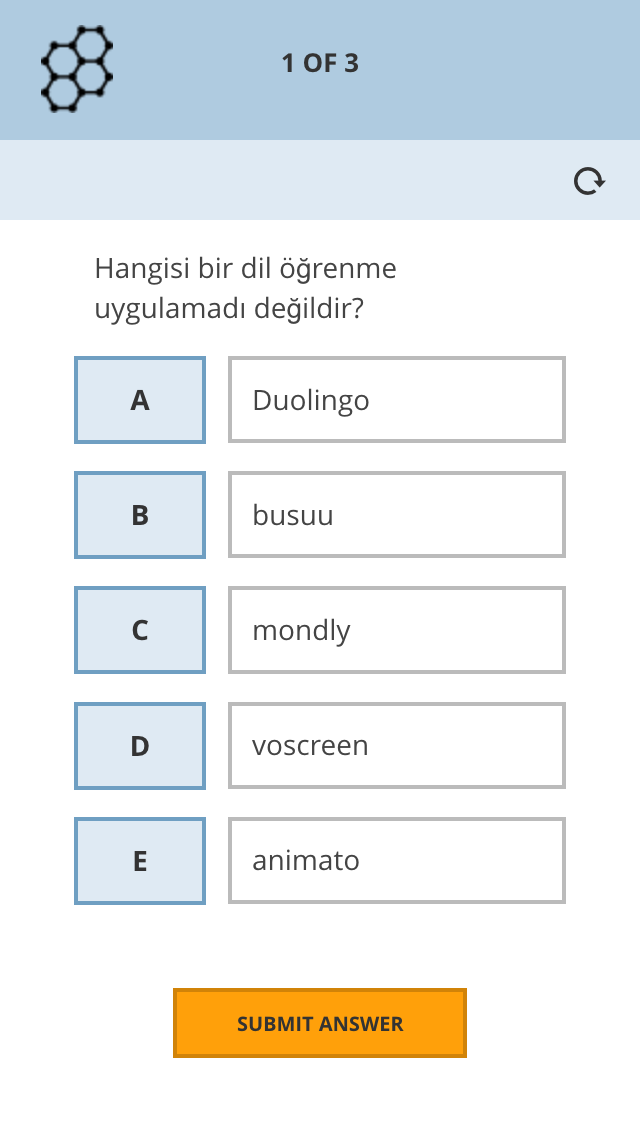 1 OF 3
Hangisi bir dil öğrenme
uygulamadı değildir?
A
Duolingo
B
busuu
C
mondly
D
voscreen
E
animato
SUBMIT ANSWER